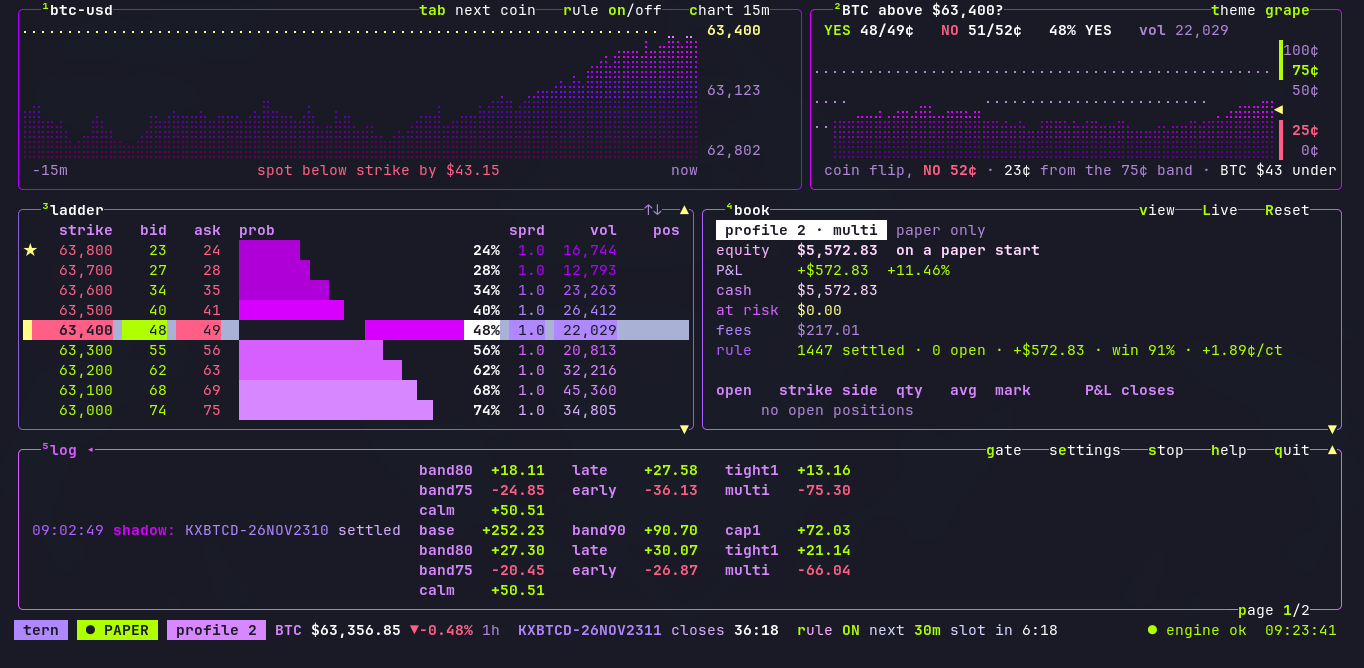 ¹btc-usd tab next coin rule on/off chart 15m
63,400
63,123
62,802
-15m spot below strike by $43.15 now
²BTC above $63,400? theme grape
YES 48/49¢ NO 51/52¢ 48% YES vol 22,029
100¢
75¢
50¢
◀
25¢
0¢
coin flip, NO 52¢ · 23¢ from the 75¢ band · BTC $43 under
³ladder ↑↓ ▲
strike bid ask prob sprd vol pos
★ 63,800 23 24 24% 1.0 16,744
63,700 27 28 28% 1.0 12,793
63,600 34 35 34% 1.0 23,263
63,500 40 41 40% 1.0 26,412
63,400 48 49 48% 1.0 22,029
63,300 55 56 56% 1.0 20,813
63,200 62 63 62% 1.0 32,216
63,100 68 69 68% 1.0 45,360
63,000 74 75 74% 1.0 34,805
▼
⁴book view Live Reset
profile 2 · multi paper only
equity $5,572.83 on a paper start
P&L +$572.83 +11.46%
cash $5,572.83
at risk $0.00
fees $217.01
rule 1447 settled · 0 open · +$572.83 · win 91% · +1.89¢/ct
open strike side qty avg mark P&L closes
no open positions
▼
⁵log ◂ gate settings stop help quit ▲
band80 +18.11 late +27.58 tight1 +13.16
band75 -24.85 early -36.13 multi -75.30
calm +50.51
09:02:49 shadow: KXBTCD-26NOV2310 settled base +252.23 band90 +90.70 cap1 +72.03
band80 +27.30 late +30.07 tight1 +21.14
band75 -20.45 early -26.87 multi -66.04
calm +50.51
page 1/2
tern ● PAPER profile 2 BTC $63,356.85 ▼-0.48% 1h KXBTCD-26NOV2311 closes 36:18 rule ON next 30m slot in 6:18 ● engine ok 09:23:41